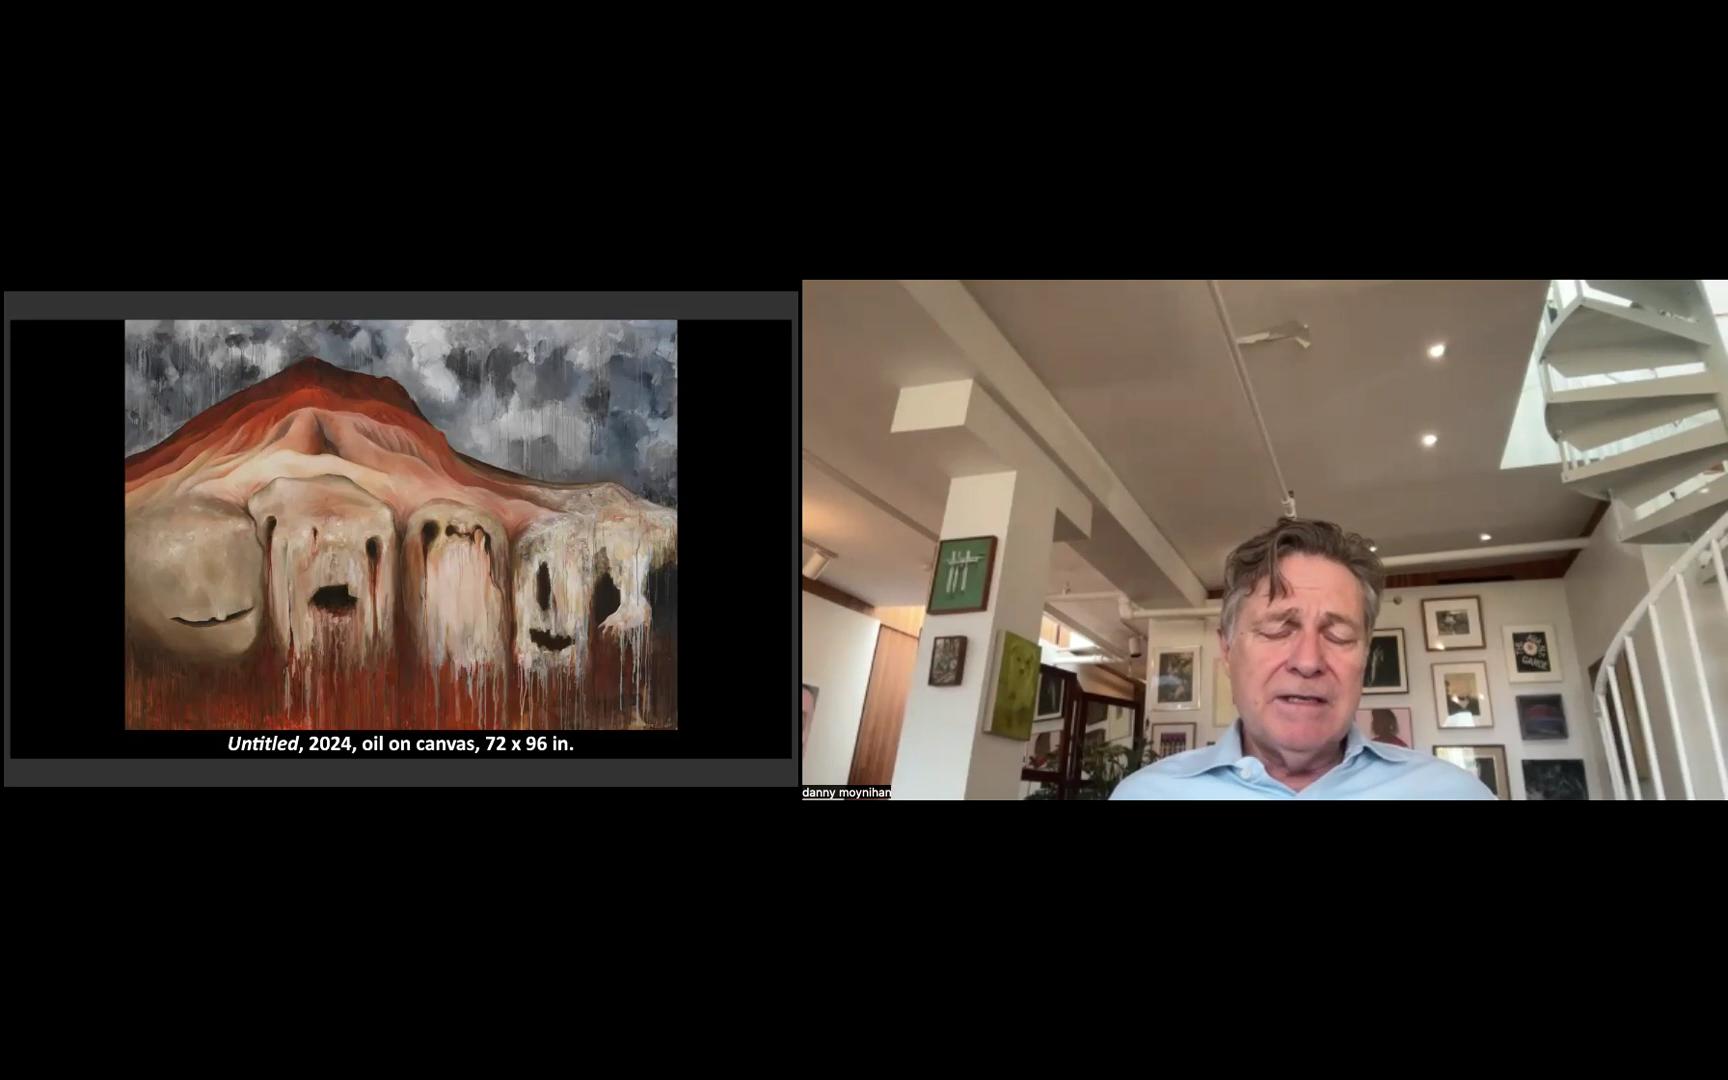 Untitled, 2024, oil on canvas, 72 x 96 in.
danny moynihan